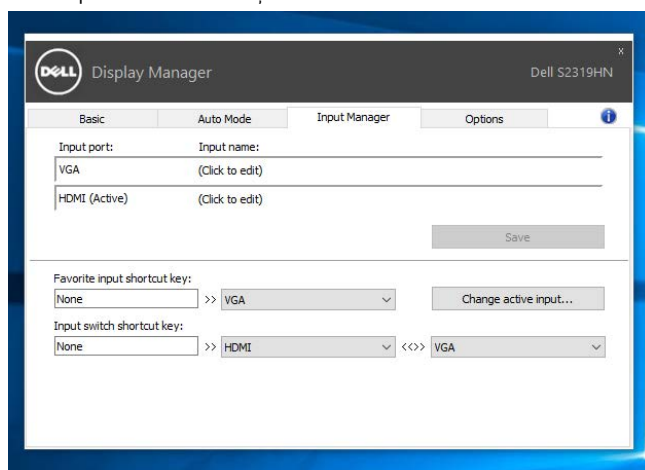 x
DELL Display Manager Dell S2319HN
Basic Auto Mode Input Manager Options i
Input port: Input name:
VGA (Click to edit)
HDMI (Active) (Click to edit)
Save
Favorite input shortcut key:
None >> VGA Change active input...
Input switch shortcut key:
None >> HDMI <<>> VGA